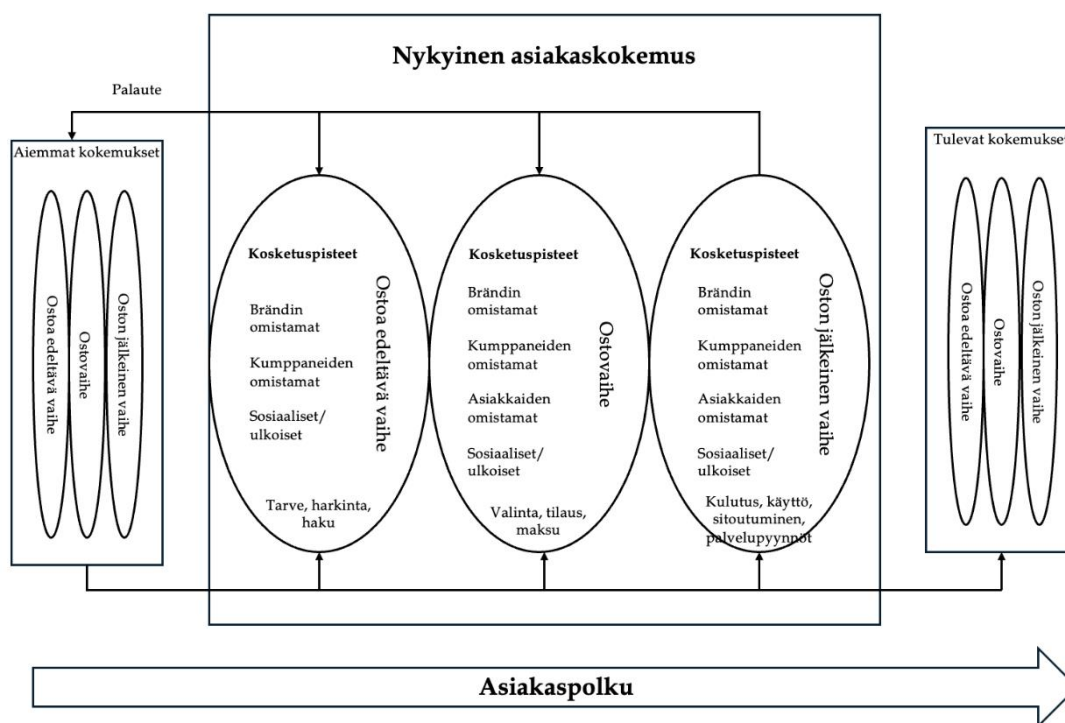 Nykyinen asiakaskokemus
Palaute
Aiemmat kokemukset
Ostoa edeltävä vaihe
Ostovaihe
Oston jälkeinen vaihe
Kosketuspisteet
Brändin
omistamat
Kumppaneiden
omistamat
Sosiaaliset/
ulkoiset
Tarve, harkinta,
haku
Ostoa edeltävä vaihe
Kosketuspisteet
Brändin
omistamat
Kumppaneiden
omistamat
Asiakkaiden
omistamat
Sosiaaliset/
ulkoiset
Valinta, tilaus,
maksu
Ostovaihe
Kosketuspisteet
Brändin
omistamat
Kumppaneiden
omistamat
Asiakkaiden
omistamat
Sosiaaliset/
ulkoiset
Kulutus, käyttö,
sitoutuminen,
palvelupyynnöt
Oston jälkeinen vaihe
Tulevat kokemukset
Ostoa edeltävä vaihe
Ostovaihe
Oston jälkeinen vaihe
Asiakaspolku